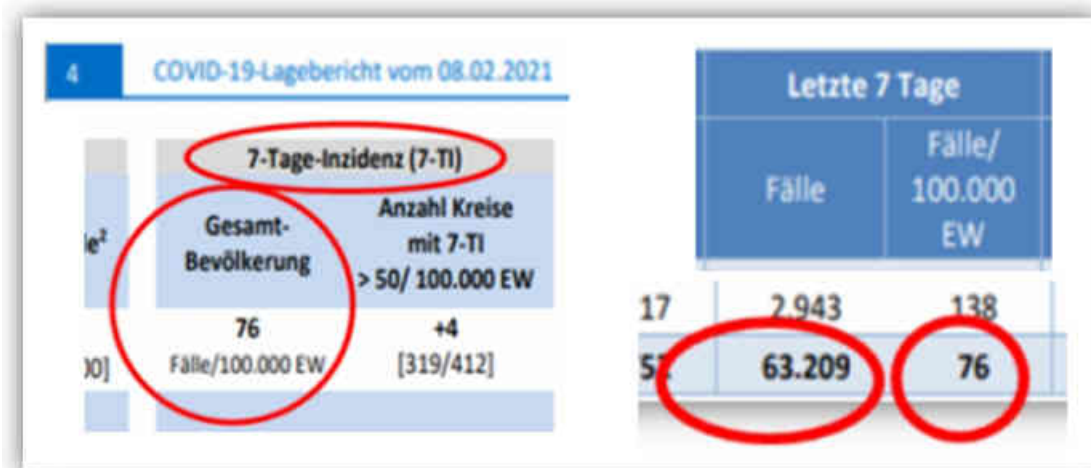 4 COVID-19-Lagebericht vom 08.02.2021
7-Tage-Inzidenz (7-TI)
Gesamt-
Bevölkerung
Anzahl Kreise
mit 7-TI
> 50/ 100.000 EW
76
Fälle/100.000 EW
+4
[319/412]
Letzte 7 Tage
Fälle
Fälle/
100.000
EW
17 2.943 138
63.209 76